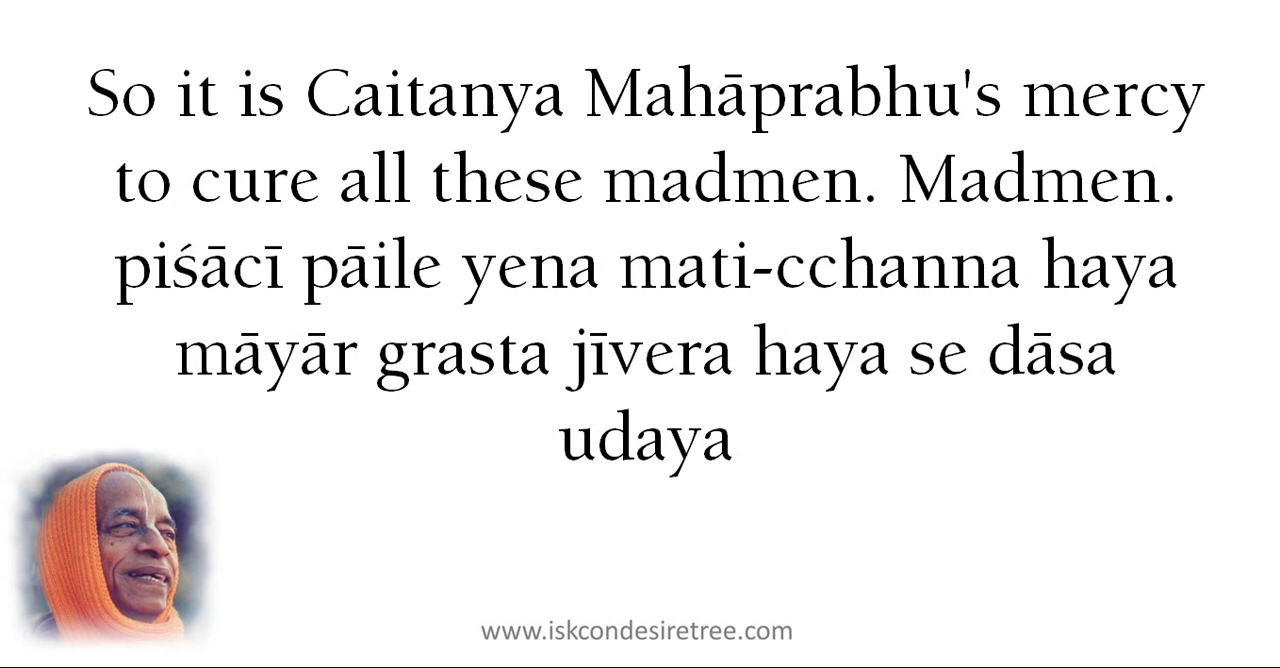 So it is Caitanya Mahāprabhu's mercy
to cure all these madmen. Madmen.
piśācī pāile yena mati-cchanna haya
māyār grasta jīvera haya se dāsa
udaya
www.iskcondesiretree.com